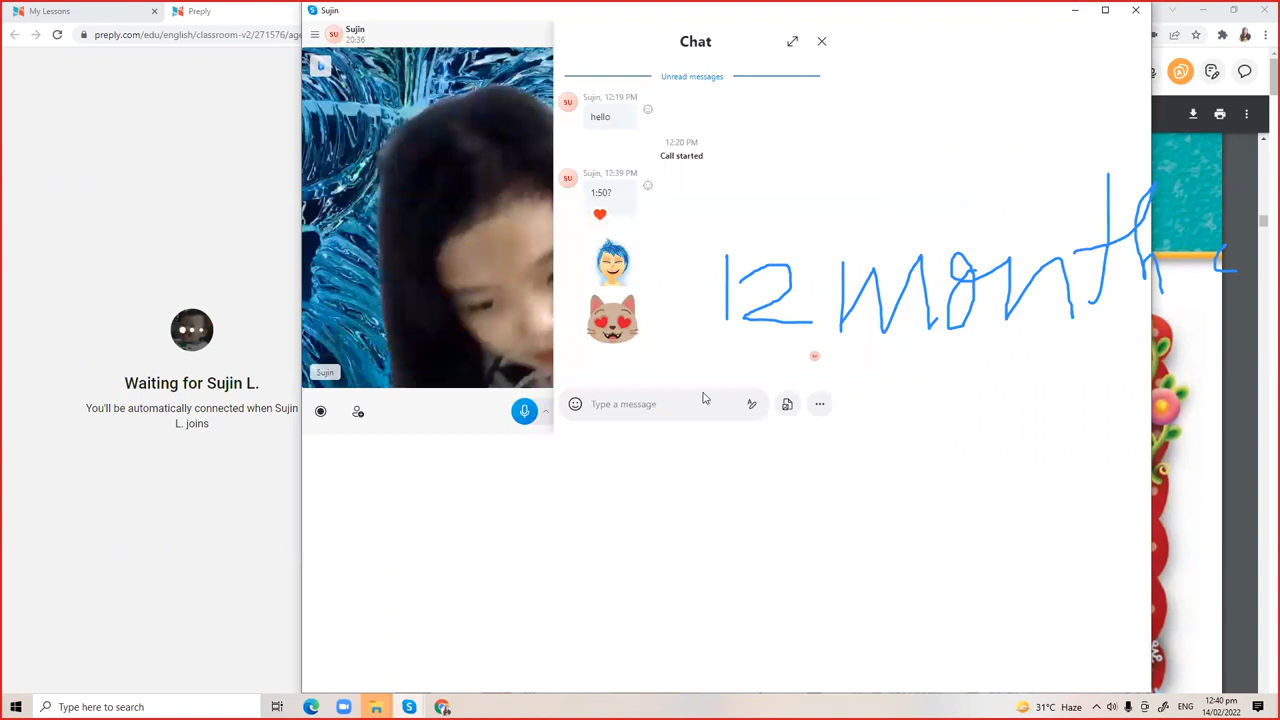 My Lessons
Preply
Sujin
preply.com/edu/english/classroom-v2/271576/age
SU
Sujin
20:36
Chat
Unread messages
SU
Sujin, 12:19 PM
hello
12:20 PM
Call started
SU
Sujin, 12:39 PM
1:50?
12 month
Waiting for Sujin L.
You'll be automatically connected when Sujin
L. joins
Sujin
Type a message
Type here to search
31°C Haze
ENG
12:40 pm
14/02/2022